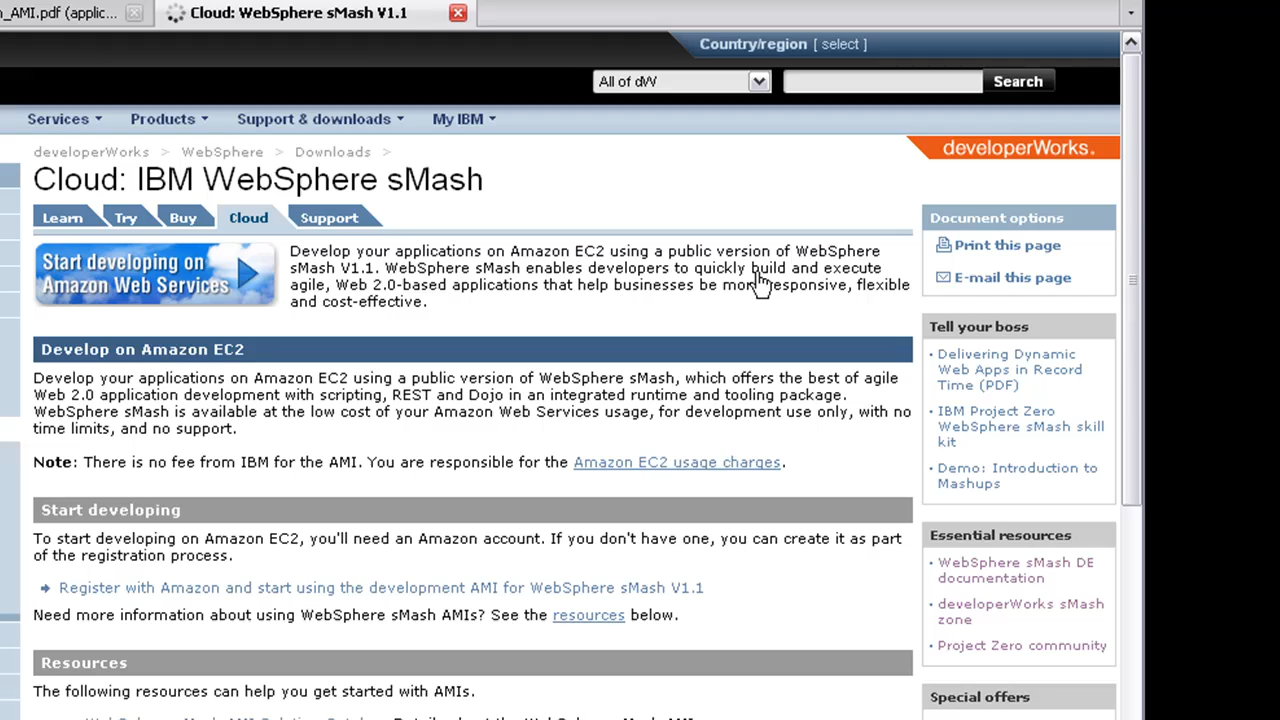 _AMI.pdf (applic...
Cloud: WebSphere sMash V1.1
Country/region [ select ]
All of dW
Search
Services
Products
Support & downloads
My IBM
developerWorks > WebSphere > Downloads >
developerWorks.
Cloud: IBM WebSphere sMash
Learn
Try
Buy
Cloud
Support
Start developing on
Amazon Web Services
Develop your applications on Amazon EC2 using a public version of WebSphere
sMash V1.1. WebSphere sMash enables developers to quickly build and execute
agile, Web 2.0-based applications that help businesses be more responsive, flexible
and cost-effective.
Develop on Amazon EC2
Develop your applications on Amazon EC2 using a public version of WebSphere sMash, which offers the best of agile
Web 2.0 application development with scripting, REST and Dojo in an integrated runtime and tooling package.
WebSphere sMash is available at the low cost of your Amazon Web Services usage, for development use only, with no
time limits, and no support.
Note: There is no fee from IBM for the AMI. You are responsible for the Amazon EC2 usage charges.
Start developing
To start developing on Amazon EC2, you'll need an Amazon account. If you don't have one, you can create it as part
of the registration process.
Register with Amazon and start using the development AMI for WebSphere sMash V1.1
Need more information about using WebSphere sMash AMIs? See the resources below.
Resources
The following resources can help you get started with AMIs.
Document options
Print this page
E-mail this page
Tell your boss
Delivering Dynamic
Web Apps in Record
Time (PDF)
IBM Project Zero
WebSphere sMash skill
kit
Demo: Introduction to
Mashups
Essential resources
WebSphere sMash DE
documentation
developerWorks sMash
zone
Project Zero community
Special offers